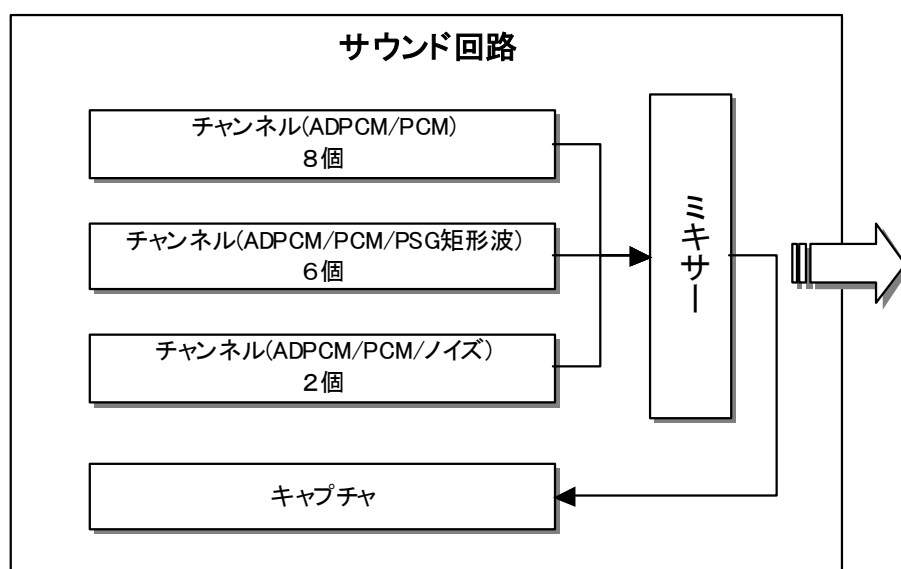 サウンド回路
チャンネル(ADPCM/PCM)
８個
チャンネル(ADPCM/PCM/PSG矩形波)
６個
チャンネル(ADPCM/PCM/ノイズ)
２個
ミキサー
キャプチャ